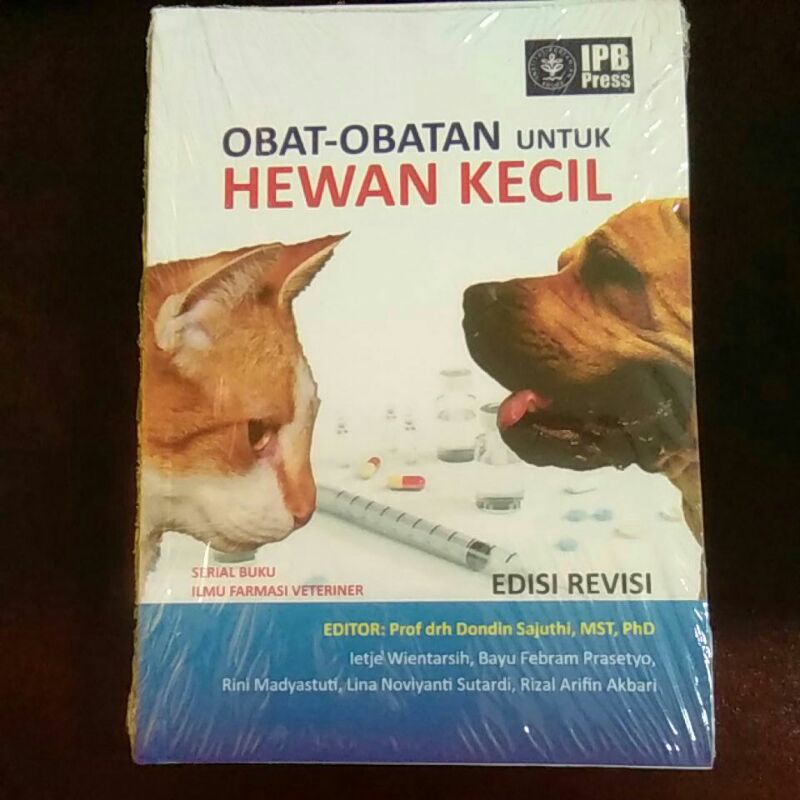 IPB
Press
OBAT-OBATAN UNTUK
HEWAN KECIL
SERIAL BUKU
ILMU FARMASI VETERINER
EDISI REVISI
EDITOR: Prof drh Dondin Sajuthi, MST, PhD
Ietje Wientarsih, Bayu Febram Prasetyo,
Rini Madyastuti, Lina Noviyanti Sutardi, Rizal Arifin Akbari